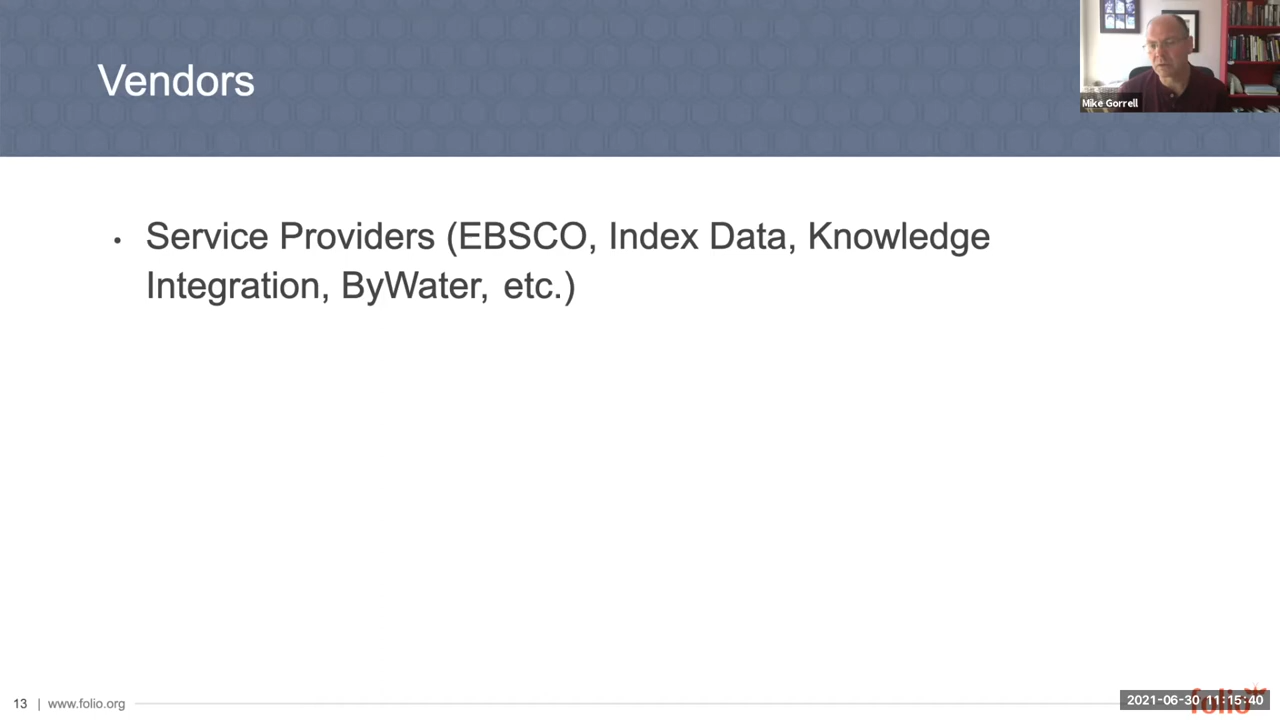 Vendors
Mike Gorrell
• Service Providers (EBSCO, Index Data, Knowledge
Integration, ByWater, etc.)
13 | www.folio.org
2021-06-30 11:15:40
folio